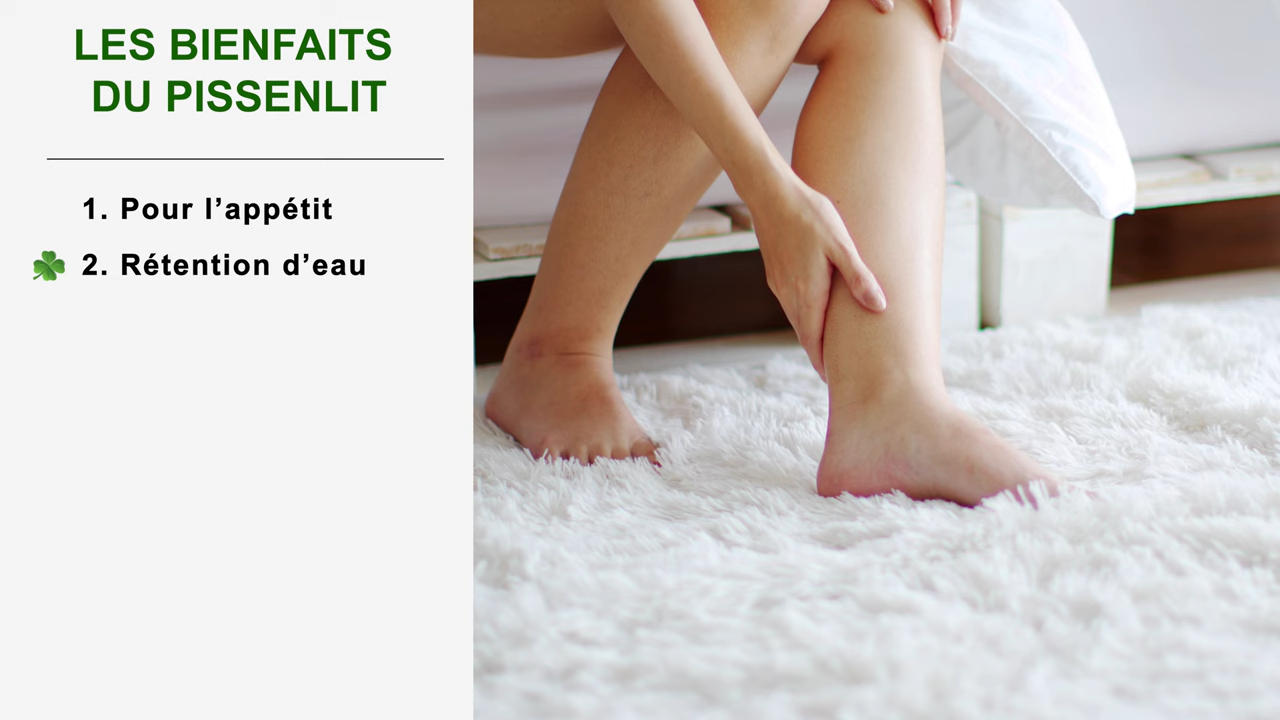 LES BIENFAITS
DU PISSENLIT
1. Pour l’appétit
2. Rétention d’eau